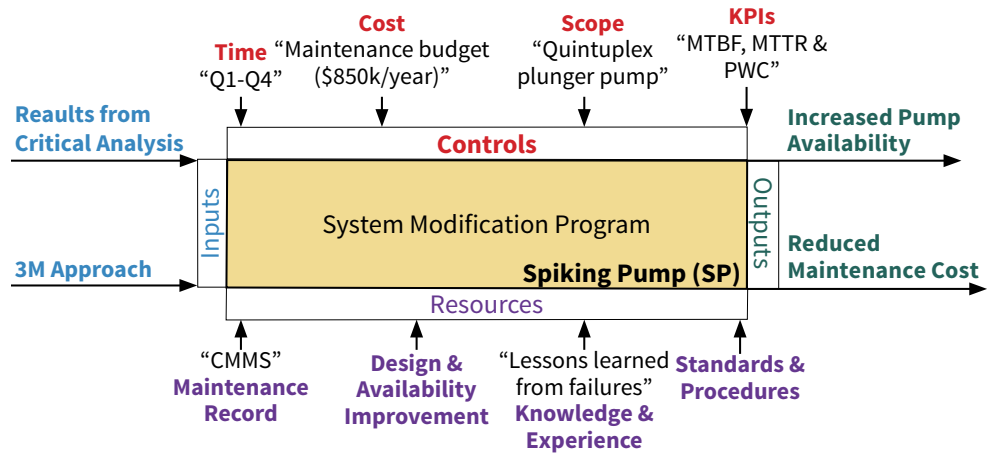 Time
“Q1-Q4”
Cost
“Maintenance budget
($850k/year)”
Scope
“Quintuplex
plunger pump”
KPIs
“MTBF, MTTR &
PWC”
Reaults from
Critical Analysis
Controls
Increased Pump
Availability
Inputs
System Modification Program
Outputs
3M Approach
Spiking Pump (SP)
Reduced
Maintenance Cost
Resources
“CMMS”
Maintenance
Record
Design &
Availability
Improvement
“Lessons learned
from failures”
Knowledge &
Experience
Standards &
Procedures